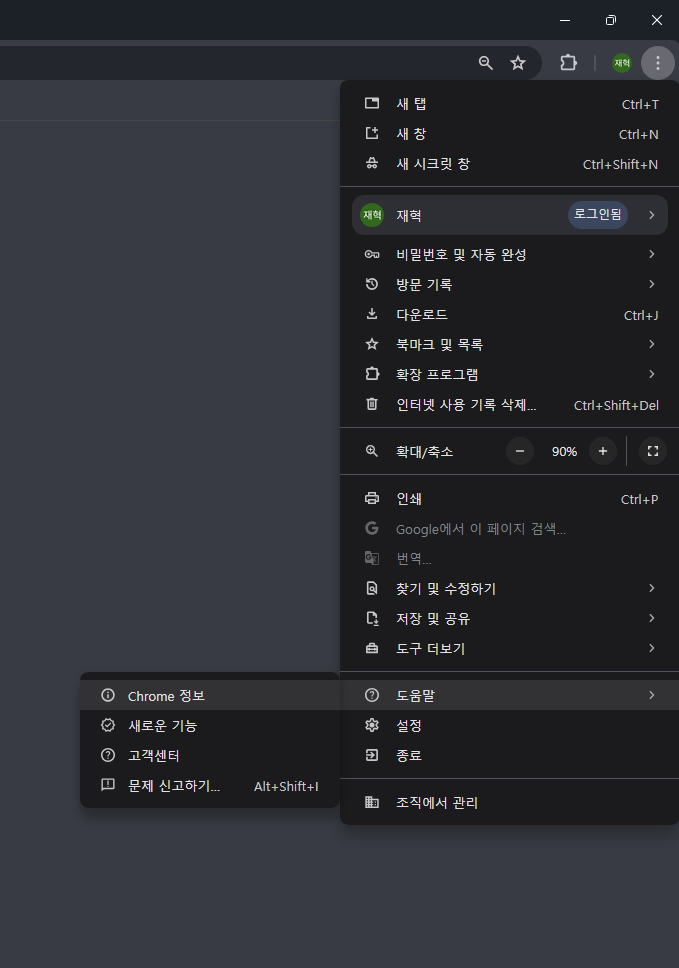 재혁
새 탭 Ctrl+T
새 창 Ctrl+N
새 시크릿 창 Ctrl+Shift+N
재혁 재혁 로그인됨
비밀번호 및 자동 완성
방문 기록
다운로드 Ctrl+J
북마크 및 목록
확장 프로그램
인터넷 사용 기록 삭제... Ctrl+Shift+Del
확대/축소 90%
인쇄 Ctrl+P
Google에서 이 페이지 검색...
번역...
찾기 및 수정하기
저장 및 공유
도구 더보기
도움말
Chrome 정보
새로운 기능
고객센터
문제 신고하기... Alt+Shift+I
설정
종료
조직에서 관리